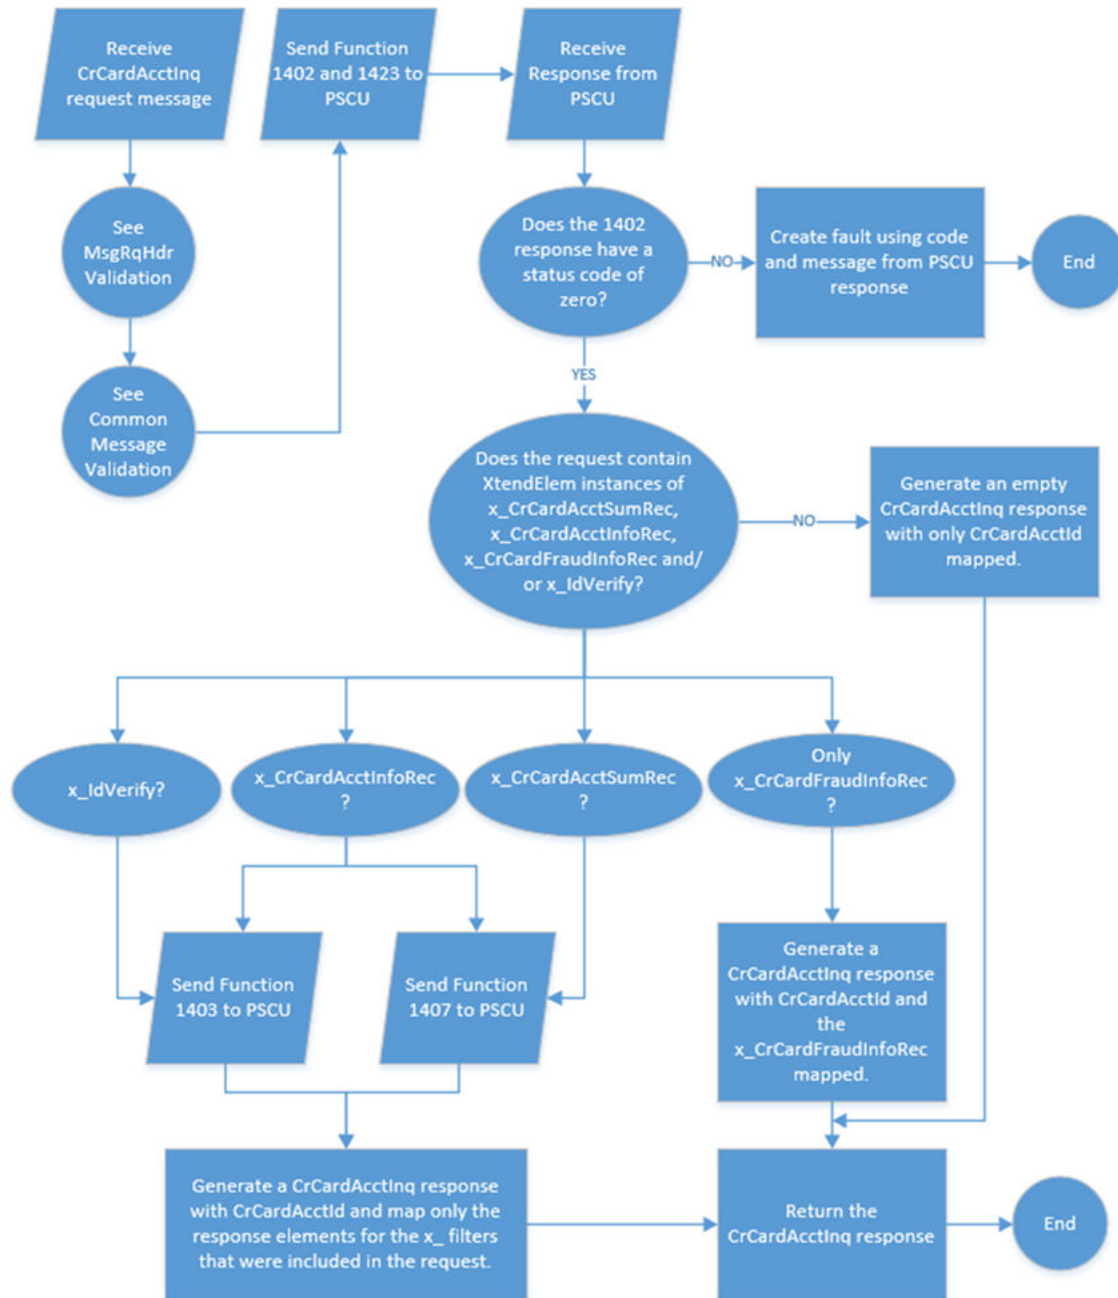 Receive
CrCardAcctInq
request message
Send Function
1402 and 1423 to
PSCU
Receive
Response from
PSCU
See
MsgRqHdr
Validation
Does the 1402
response have a
status code of
zero?
NO
Create fault using code
and message from PSCU
response
End
YES
See
Common
Message
Validation
Does the request contain
XtendElem instances of
x_CrCardAcctSumRec,
x_CrCardAcctInfoRec,
x_CrCardFraudInfoRec and/
or x_IdVerify?
NO
Generate an empty
CrCardAcctInq response
with only CrCardAcctId
mapped.
x_IdVerify?
x_CrCardAcctInfoRec
?
x_CrCardAcctSumRec
?
Only
x_CrCardFraudInfoRec
?
Send Function
1403 to PSCU
Send Function
1407 to PSCU
Generate a
CrCardAcctInq response
with CrCardAcctId and
the
x_CrCardFraudInfoRec
mapped.
Generate a CrCardAcctInq response
with CrCardAcctId and map only the
response elements for the x_ filters
that were included in the request.
Return the
CrCardAcctInq response
End